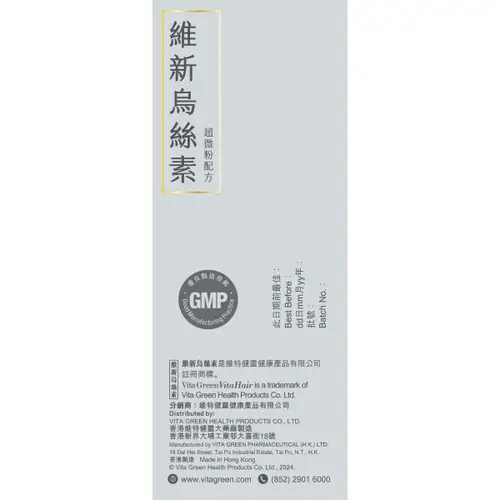 維新烏絲素
超微粉配方
優良製造規範
GMP
Good Manufacturing Practice
此日期前最佳：
Best Before：
dd日mm月yy年：
批號：
Batch No.：
維新烏絲素
維新烏絲素是維特健靈健康產品有限公司
註冊商標。
Vita Green VitaHair is a trademark of
Vita Green Health Products Co. Ltd.
分銷商：維特健靈健康產品有限公司
Distributed by:
VITA GREEN HEALTH PRODUCTS CO., LTD.
香港維特健靈大藥廠製造
香港新界大埔工業邨大喜街18號
Manufactured by VITA GREEN PHARMACEUTICAL (H.K.) LTD.
18 Dai Hei Street, Tai Po Industrial Estate, Tai Po, N.T., H.K.
香港製造 Made in Hong Kong
© Vita Green Health Products Co. Ltd., 2024.
www.vitagreen.com (852) 2901 6000